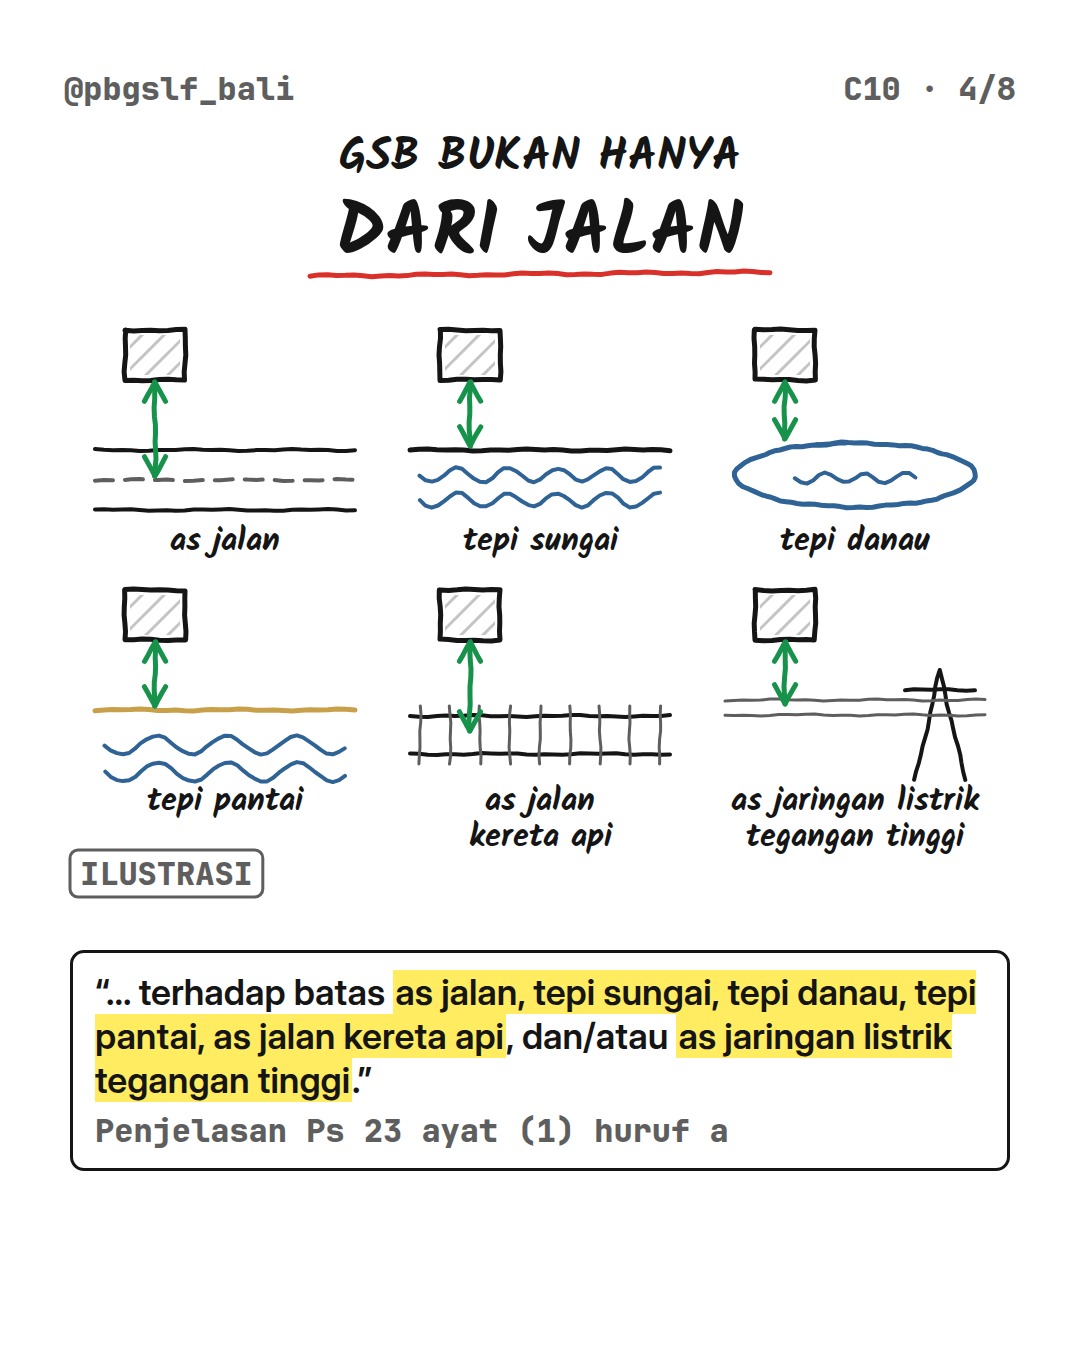 @pbgslf_bali
C10 · 4/8
GSB BUKAN HANYA
DARI JALAN
as jalan
tepi sungai
tepi danau
tepi pantai
as jalan
kereta api
as jaringan listrik
tegangan tinggi
ILUSTRASI
“... terhadap batas as jalan, tepi sungai, tepi danau, tepi
pantai, as jalan kereta api, dan/atau as jaringan listrik
tegangan tinggi.”
Penjelasan Ps 23 ayat (1) huruf a